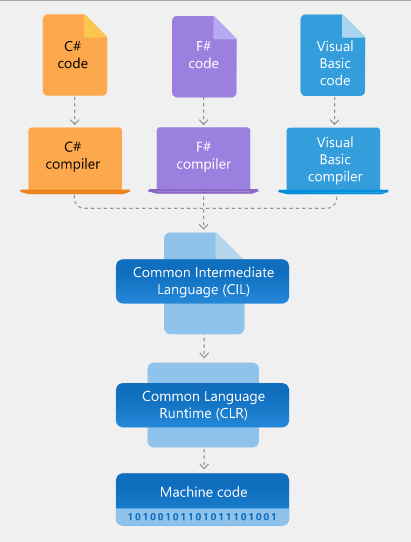 C#
code
F#
code
Visual
Basic
code
C#
compiler
F#
compiler
Visual
Basic
compiler
Common Intermediate
Language (CIL)
Common Language
Runtime (CLR)
Machine code
10100101101011101001